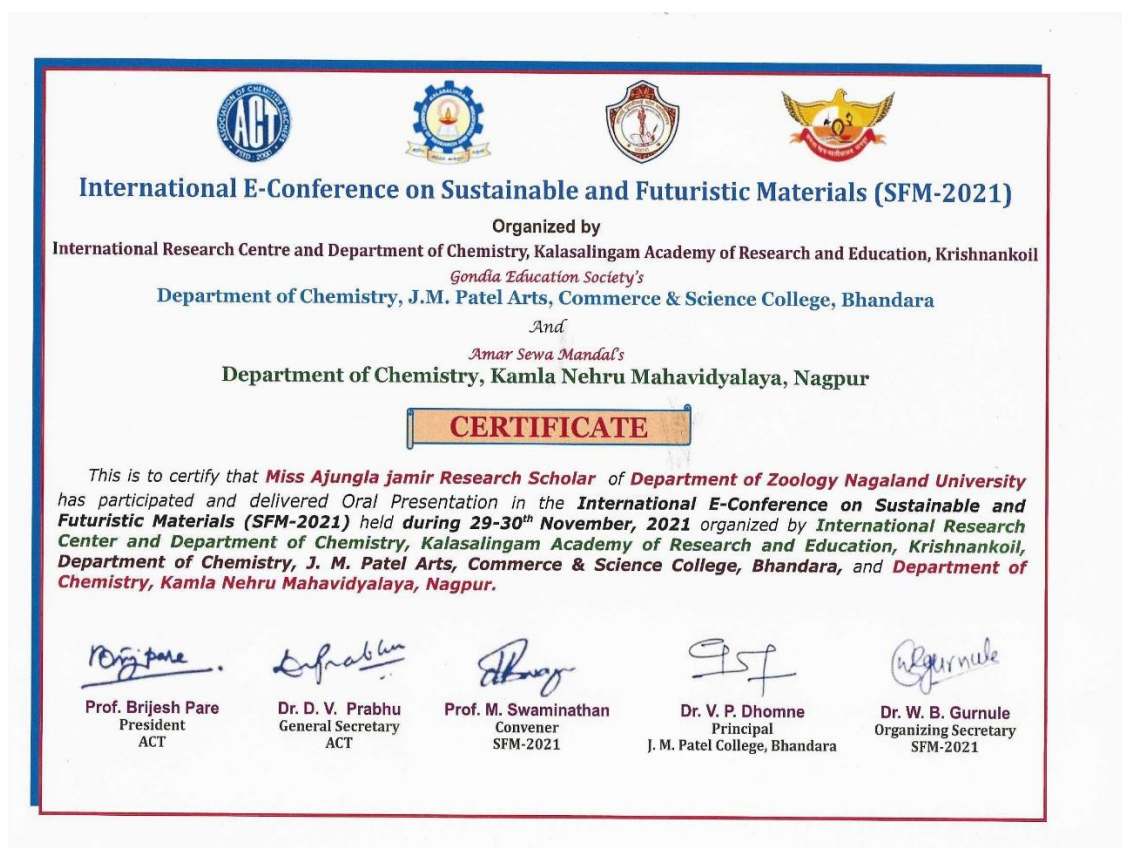 ASSOCIATION OF CHEMISTRY TEACHERS
ACT
ESTD : 2000
International E-Conference on Sustainable and Futuristic Materials (SFM-2021)
Organized by
International Research Centre and Department of Chemistry, Kalasalingam Academy of Research and Education, Krishnankoil
Gondia Education Society's
Department of Chemistry, J.M. Patel Arts, Commerce & Science College, Bhandara
And
Amar Sewa Mandal's
Department of Chemistry, Kamla Nehru Mahavidyalaya, Nagpur
CERTIFICATE
This is to certify that Miss Ajungla jamir Research Scholar of Department of Zoology Nagaland University
has participated and delivered Oral Presentation in the International E-Conference on Sustainable and
Futuristic Materials (SFM-2021) held during 29-30th November, 2021 organized by International Research
Center and Department of Chemistry, Kalasalingam Academy of Research and Education, Krishnankoil,
Department of Chemistry, J. M. Patel Arts, Commerce & Science College, Bhandara, and Department of
Chemistry, Kamla Nehru Mahavidyalaya, Nagpur.
Prof. Brijesh Pare
President
ACT
Dr. D. V. Prabhu
General Secretary
ACT
Prof. M. Swaminathan
Convener
SFM-2021
Dr. V. P. Dhomne
Principal
J. M. Patel College, Bhandara
Dr. W. B. Gurnule
Organizing Secretary
SFM-2021